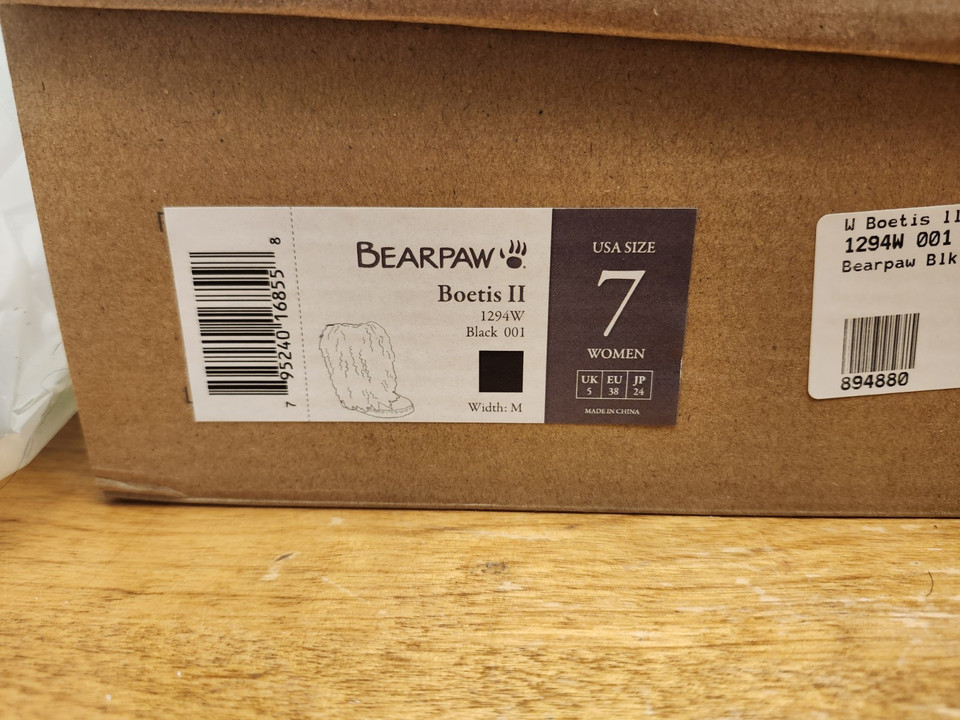 7 95240 16855 8
BEARPAW
Boetis II
1294W
Black 001
Width: M
USA SIZE
7
WOMEN
UK EU JP
5 38 24
MADE IN CHINA
W Boetis
1294W 001
Bearpaw Blk
894880